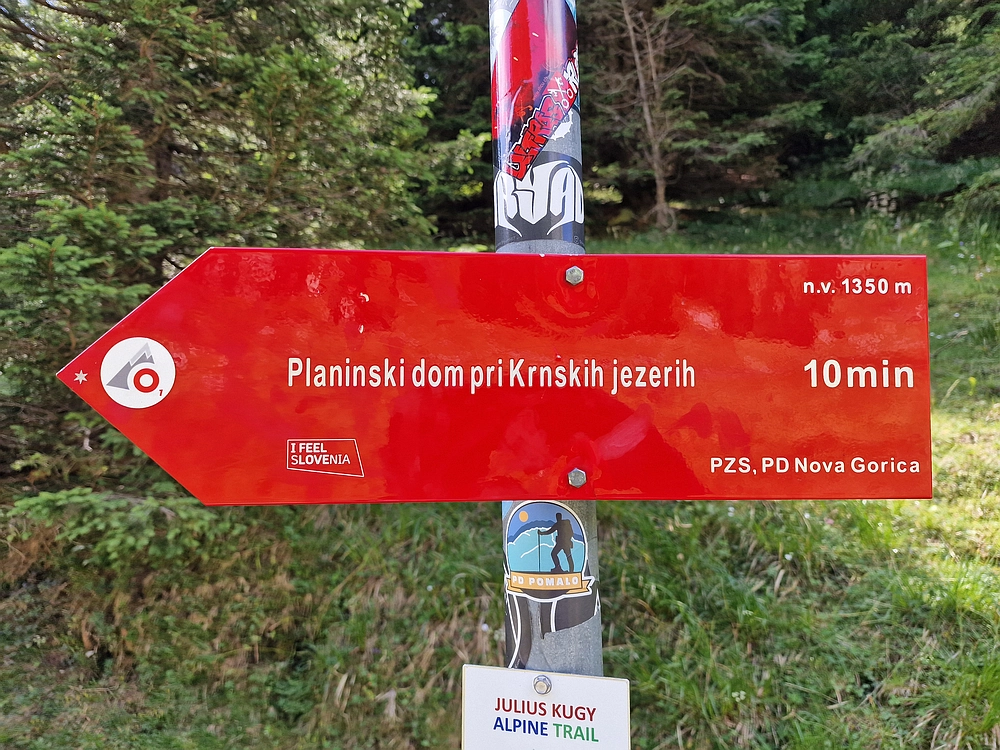 n.v. 1350 m
Planinski dom pri Krnskih jezerih 10 min
1
I FEEL
SLOVENIA
PZS, PD Nova Gorica
PD POMALO
JULIUS KUGY
ALPINE TRAIL